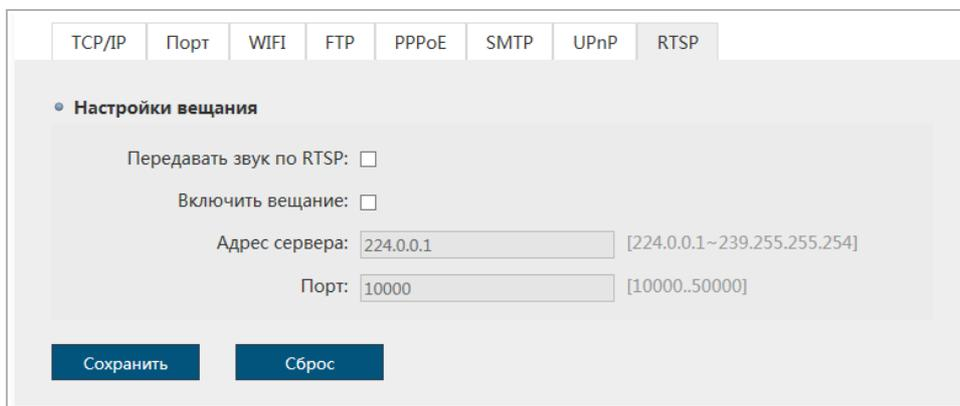 TCP/IP Порт WIFI FTP PPPoE SMTP UPnP RTSP
Настройки вещания
Передавать звук по RTSP:
Включить вещание:
Адрес сервера: 224.0.0.1 [224.0.0.1~239.255.255.254]
Порт: 10000 [10000..50000]
Сохранить Сброс